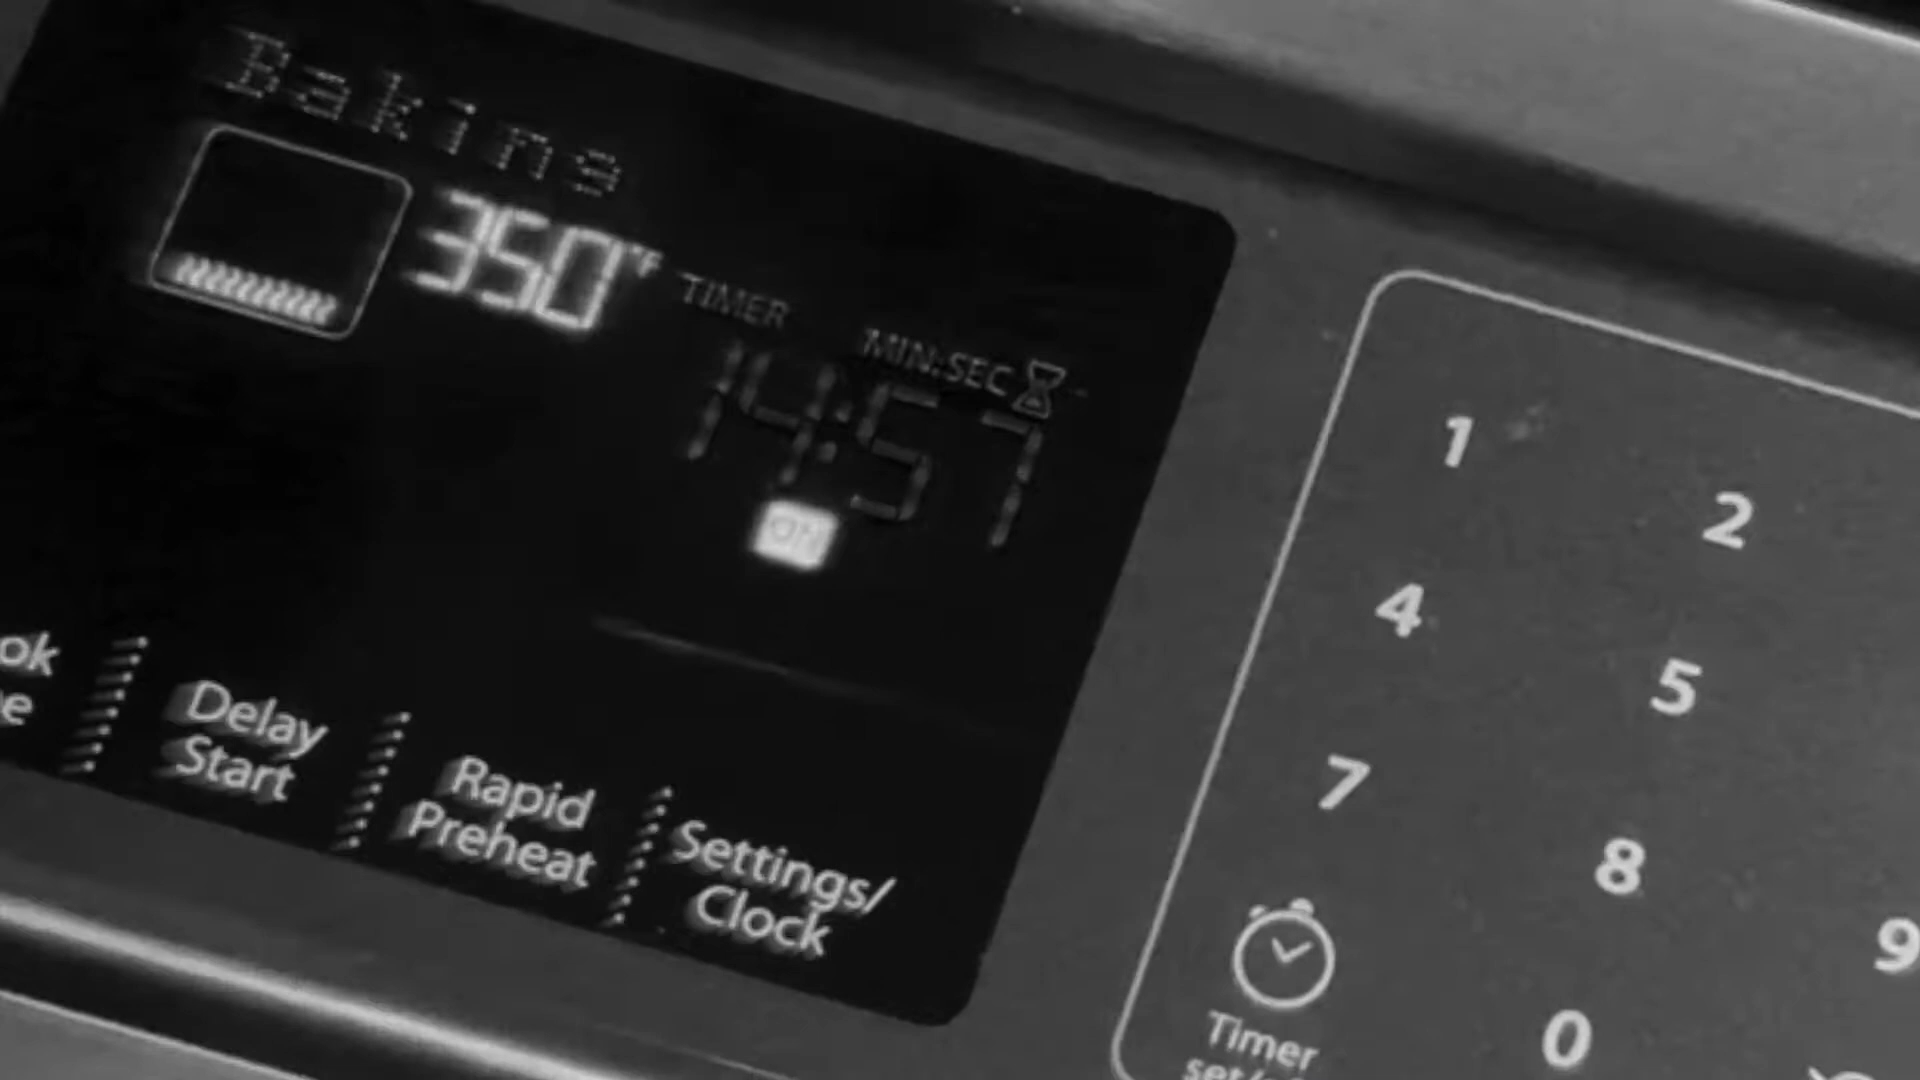 Baking
350°F
TIMER
MIN:SEC
14:57
ON
ok
e
Delay
Start
Rapid
Preheat
Settings/
Clock
1
2
4
5
7
8
9
0
Timer